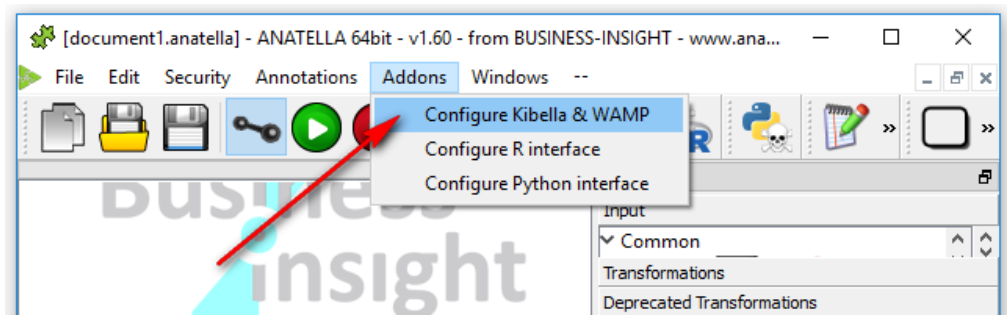 [document1.anatella] - ANATELLA 64bit - v1.60 - from BUSINESS-INSIGHT - www.ana...
File Edit Security Annotations Addons Windows --
Configure Kibella & WAMP
Configure R interface
Configure Python interface
Business
insight
Input
Common
Transformations
Deprecated Transformations